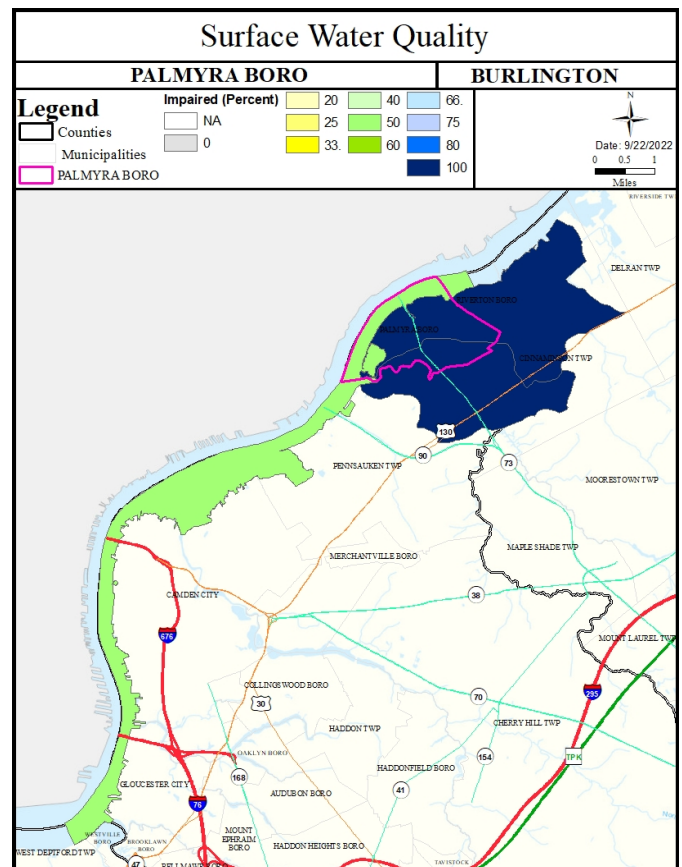 Surface Water Quality
PALMYRA BORO
BURLINGTON
Legend
Counties
Municipalities
PALMYRA BORO
Impaired (Percent)
NA
0
20
25
33.
40
50
60
66.
75
80
100
N
Date: 9/22/2022
0 0.5 1
Miles
RIVERSIDE TW
DELRAN TWP
RIVERTON BORO
PALMYRA BORO
CINNAMINSON TWP
130
90
73
PENNSAUKEN TWP
MOORESTOWN TWP
MAPLE SHADE TWP
MERCHANTVILLE BORO
38
CAMDEN CITY
676
MOUNT LAUREL TWP
COLLINGSWOOD BORO
30
70
295
HADDON TWP
CHERRY HILL TWP
OAKLYN BORO
154
TPK
HADDONFIELD BORO
168
GLOUCESTER CITY
41
AUDUBON BORO
76
MOUNT
EPHRAIM
BORO
HADDON HEIGHTS BORO
WESTVILLE
BORO
BROOKLAWN
BORO
WEST DEPTFORD TWP
47
BELLMAWR BORO
TAVISTOCK